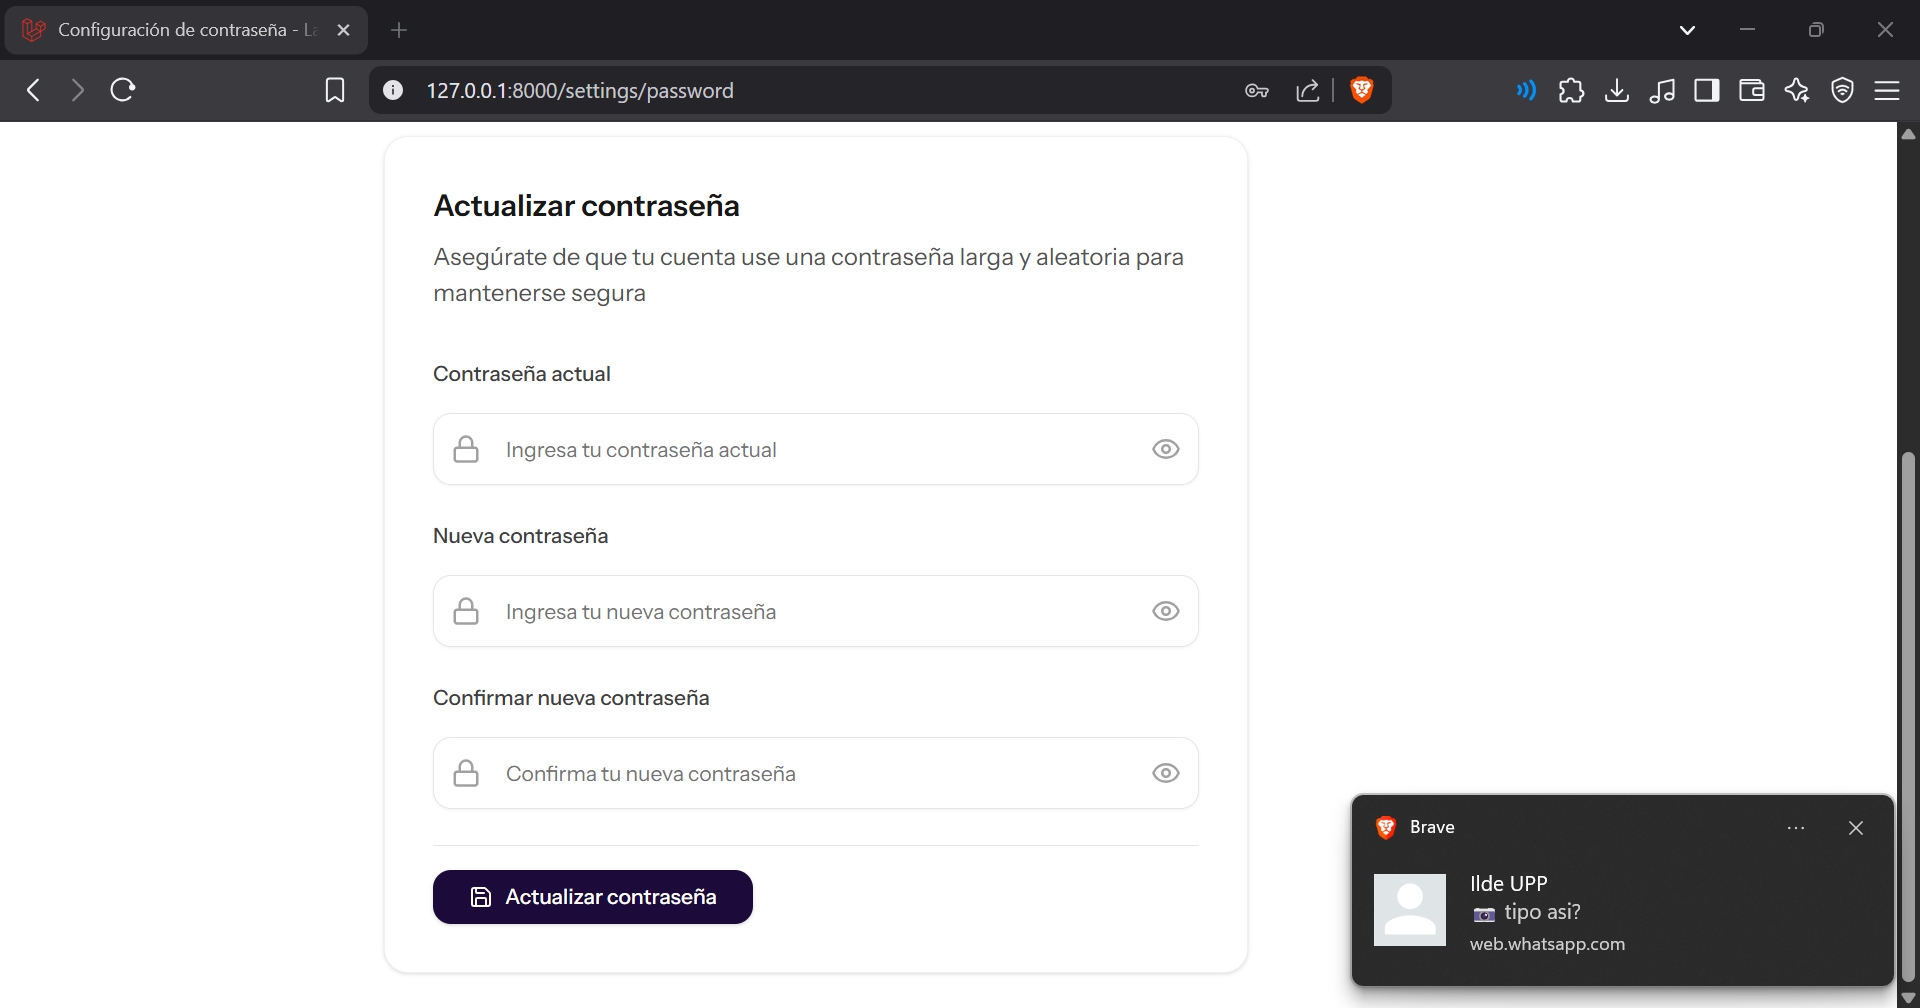 Configuración de contraseña - La
127.0.0.1:8000/settings/password
Actualizar contraseña
Asegúrate de que tu cuenta use una contraseña larga y aleatoria para
mantenerse segura
Contraseña actual
Ingresa tu contraseña actual
Nueva contraseña
Ingresa tu nueva contraseña
Confirmar nueva contraseña
Confirma tu nueva contraseña
Actualizar contraseña
Brave
Ilde UPP
📷 tipo asi?
web.whatsapp.com